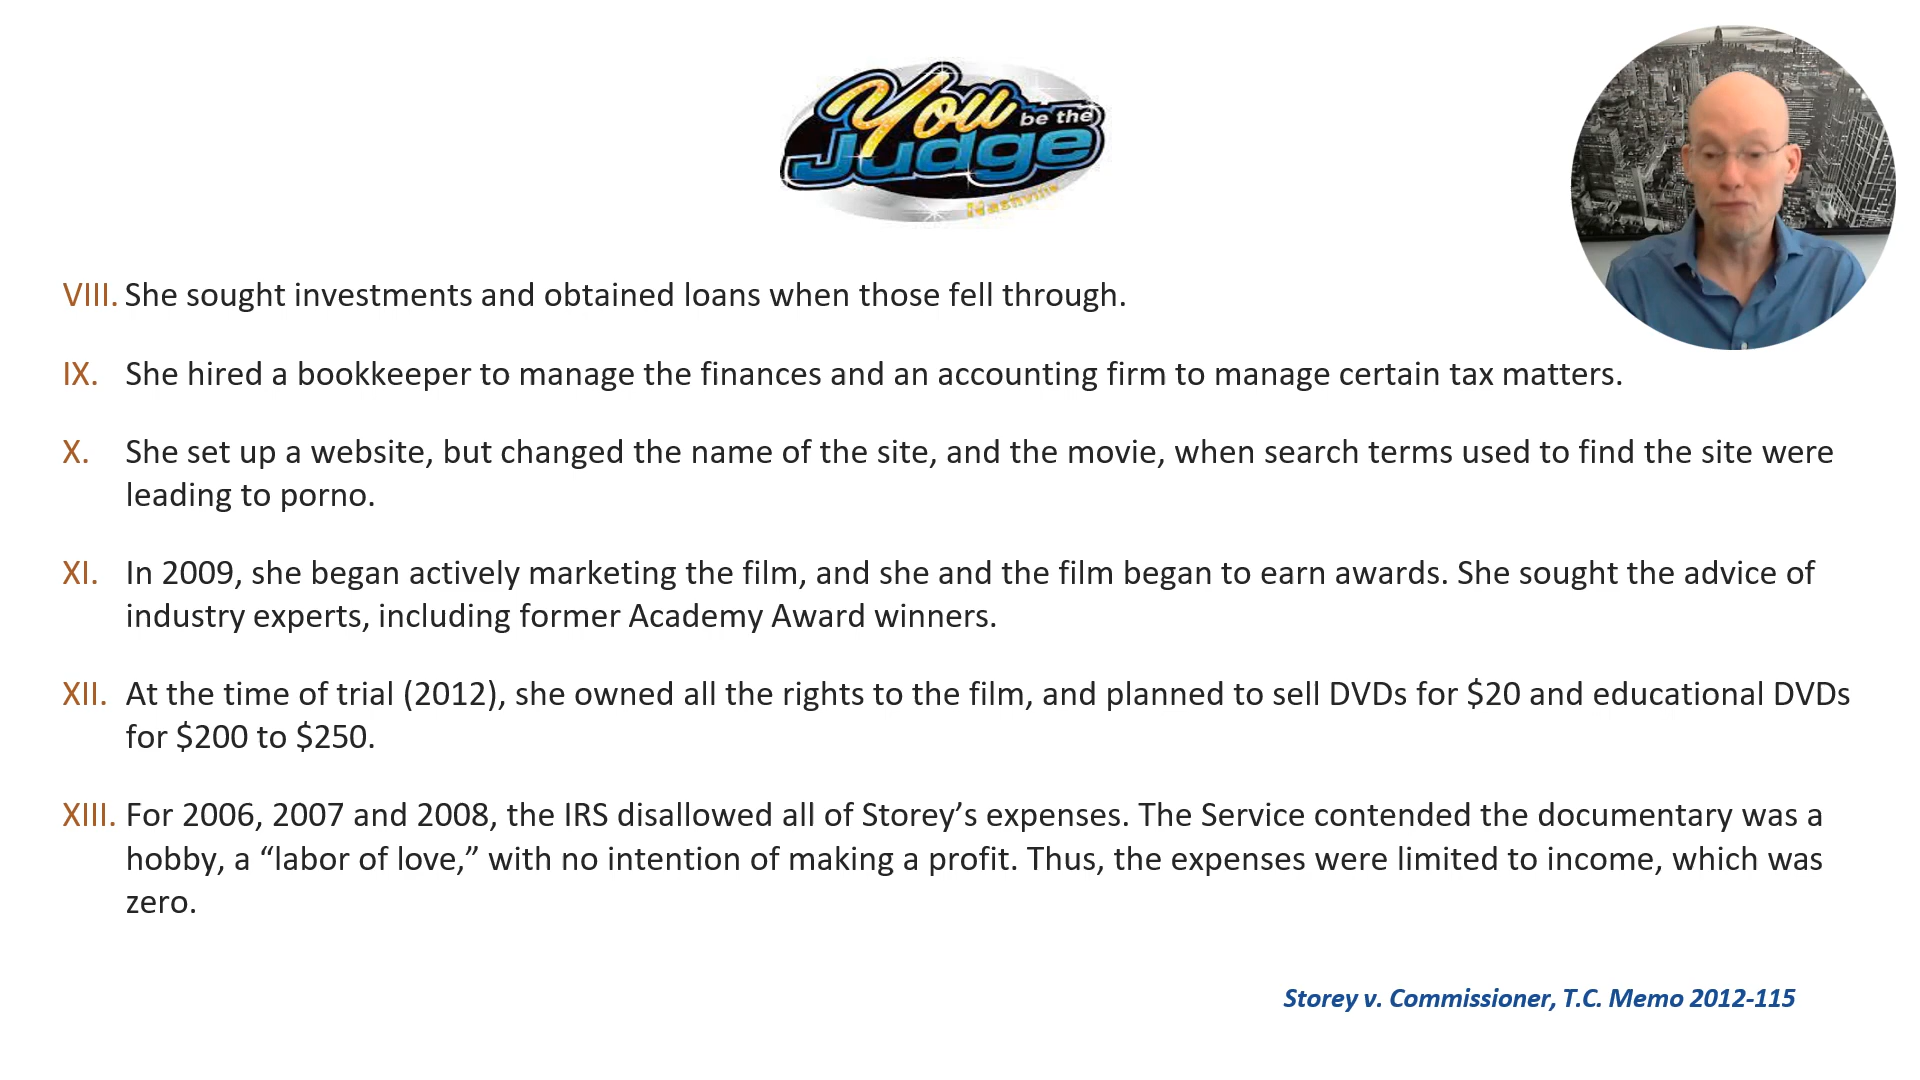 You
be the
Judge
Nashville
VIII. She sought investments and obtained loans when those fell through.
IX. She hired a bookkeeper to manage the finances and an accounting firm to manage certain tax matters.
X. She set up a website, but changed the name of the site, and the movie, when search terms used to find the site were
leading to porno.
XI. In 2009, she began actively marketing the film, and she and the film began to earn awards. She sought the advice of
industry experts, including former Academy Award winners.
XII. At the time of trial (2012), she owned all the rights to the film, and planned to sell DVDs for $20 and educational DVDs
for $200 to $250.
XIII. For 2006, 2007 and 2008, the IRS disallowed all of Storey’s expenses. The Service contended the documentary was a
hobby, a “labor of love,” with no intention of making a profit. Thus, the expenses were limited to income, which was
zero.
Storey v. Commissioner, T.C. Memo 2012-115